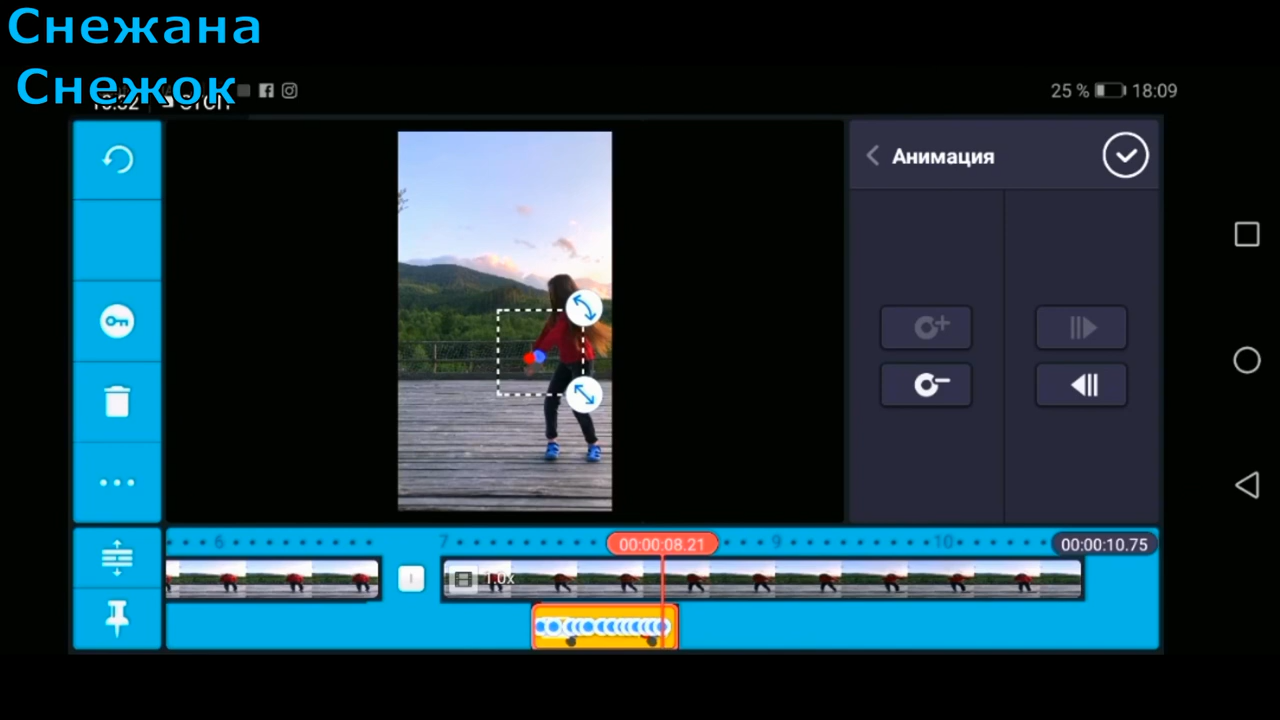 Снежана
Снежок
25 % 18:09
Анимация
6 7 00:00:08.21 9 10 00:00:10.75
1.0x